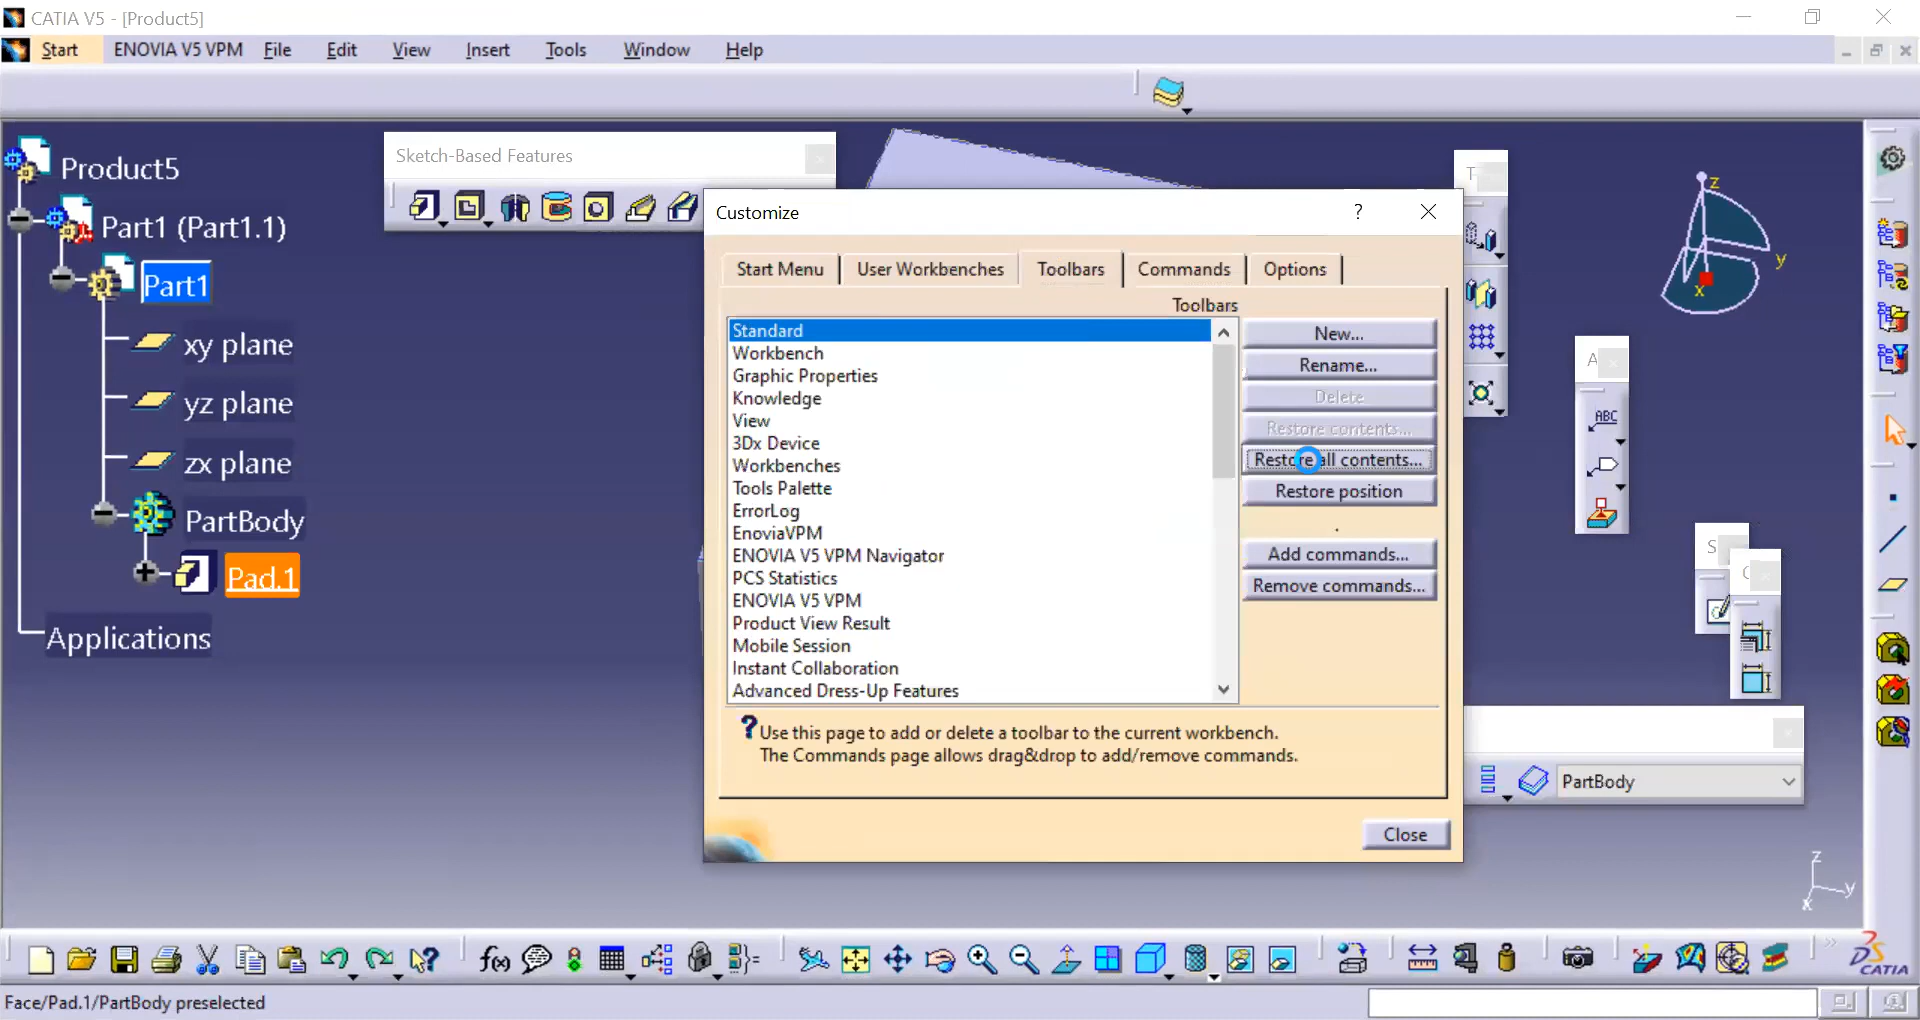 CATIA V5 - [Product5]
Start ENOVIA V5 VPM File Edit View Insert Tools Window Help
Product5
Part1 (Part1.1)
Part1
xy plane
yz plane
zx plane
PartBody
Pad.1
Applications
Sketch-Based Features
Customize
?
Start Menu User Workbenches Toolbars Commands Options
Toolbars
Standard
Workbench
Graphic Properties
Knowledge
View
3Dx Device
Workbenches
Tools Palette
ErrorLog
EnoviaVPM
ENOVIA V5 VPM Navigator
PCS Statistics
ENOVIA V5 VPM
Product View Result
Mobile Session
Instant Collaboration
Advanced Dress-Up Features
New...
Rename...
Delete
Restore contents...
Restore all contents...
Restore position
.
Add commands...
Remove commands...
Use this page to add or delete a toolbar to the current workbench.
The Commands page allows drag&drop to add/remove commands.
Close
T
z
y
x
A
ABC
S
PartBody
z
y
x
f(x)
CATIA
Face/Pad.1/PartBody preselected